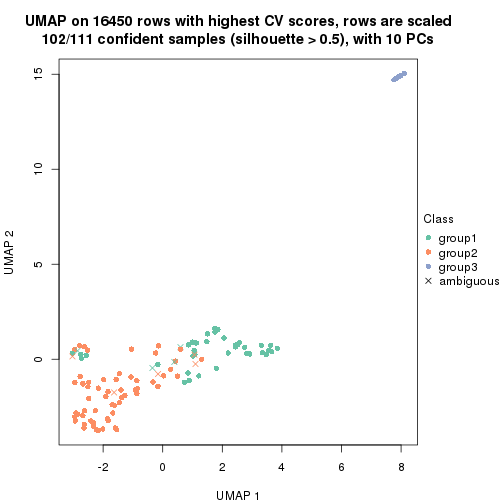 UMAP on 16450 rows with highest CV scores, rows are scaled
102/111 confident samples (silhouette > 0.5), with 10 PCs
15
10
5
0
UMAP 2
-2
0
2
4
6
8
UMAP 1
Class
group1
group2
group3
ambiguous